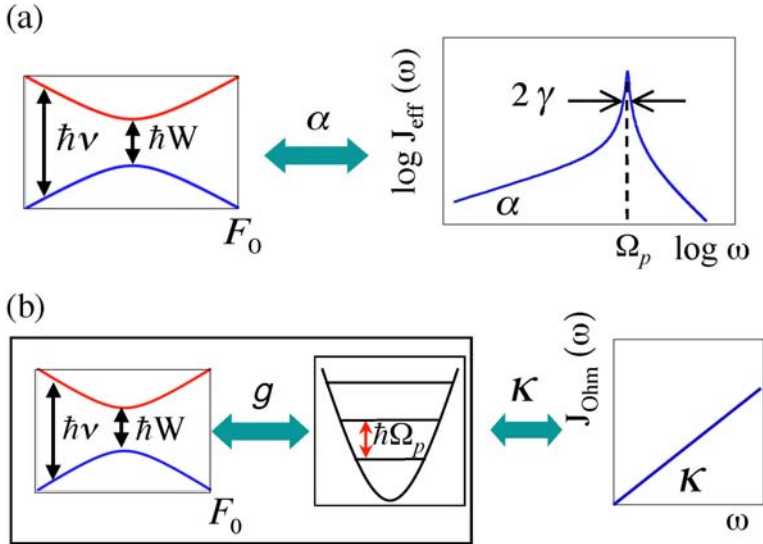 (a)
ħν
ħW
F₀
α
log J_eff (ω)
2 γ
α
Ω_p
log ω
(b)
ħν
ħW
F₀
g
ħΩ_p
κ
J_Ohm (ω)
κ
ω